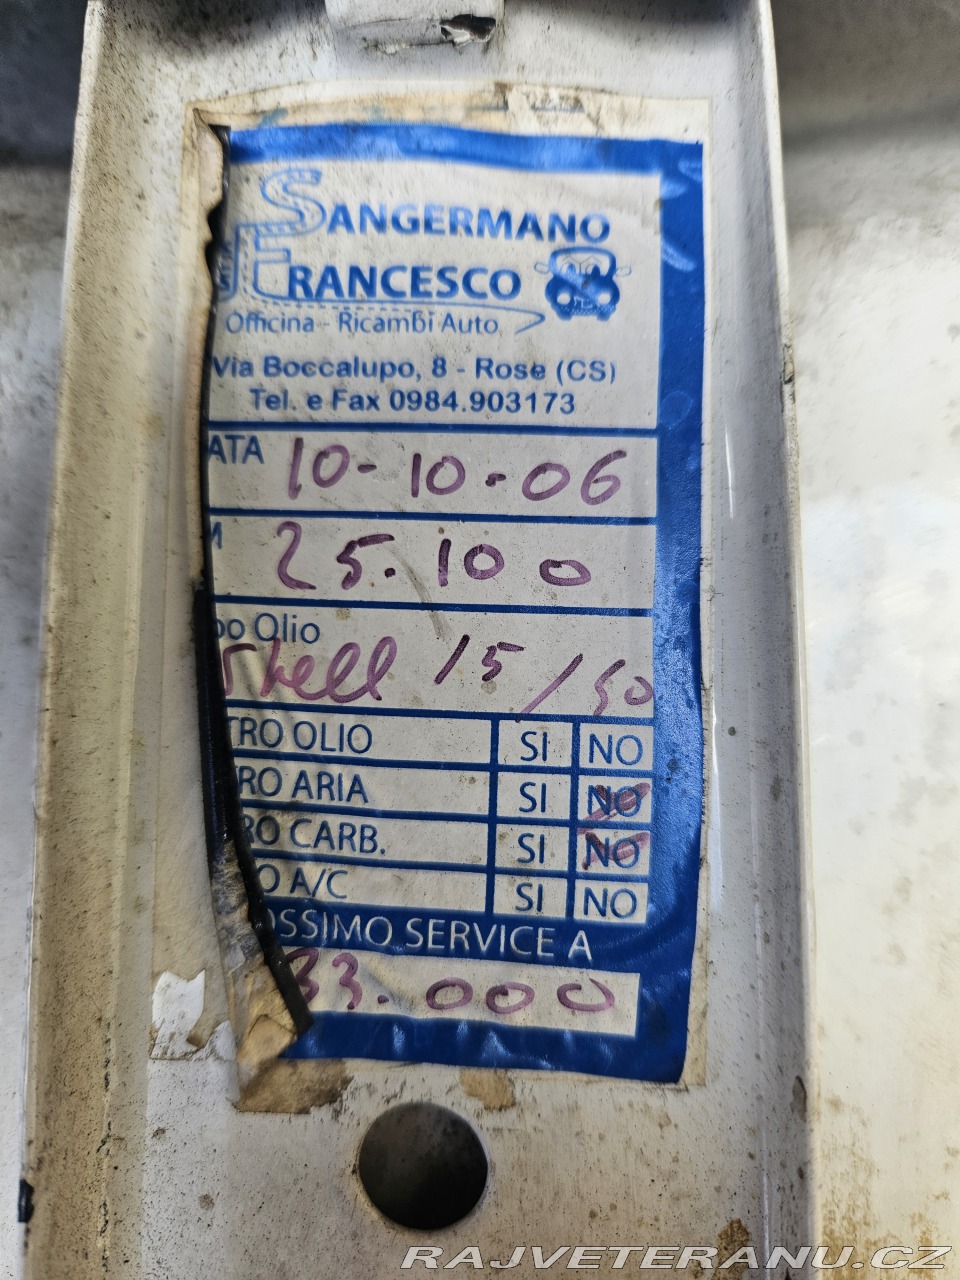 SANGERMANO
FRANCESCO
Officina - Ricambi Auto
Via Boccalupo, 8 - Rose (CS)
Tel. e Fax 0984.903173
ATA 10-10-06
M 25.100
po Olio
Shell 15/50
TRO OLIO SI NO
TRO ARIA SI NO
RO CARB. SI NO
O A/C SI NO
OSSIMO SERVICE A
33.000
RAJVETERANU.CZ